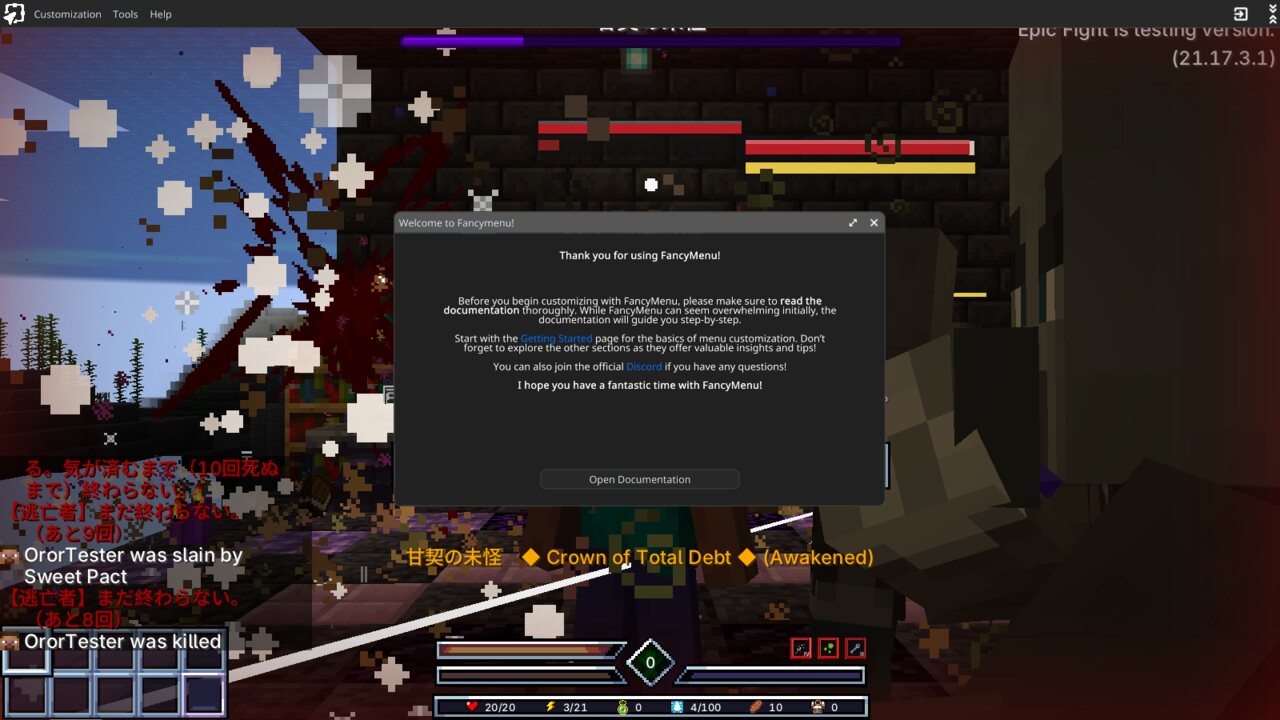 Customization Tools Help
Epic Fight is testing version.
(21.17.3.1)
Welcome to Fancymenu!
Thank you for using FancyMenu!
Before you begin customizing with FancyMenu, please make sure to read the
documentation thoroughly. While FancyMenu can seem overwhelming initially, the
documentation will guide you step-by-step.
Start with the Getting Started page for the basics of menu customization. Don't
forget to explore the other sections as they offer valuable insights and tips!
You can also join the official Discord if you have any questions!
I hope you have a fantastic time with FancyMenu!
Open Documentation
る。気が済むまで（10回死ぬ
まで）終わらない。
【逃亡者】まだ終わらない。
（あと9回）
OrorTester was slain by
Sweet Pact
【逃亡者】まだ終わらない。
（あと8回）
OrorTester was killed
甘契の未怪 ◆ Crown of Total Debt ◆ (Awakened)
0
20/20 3/21 0 4/100 10 0